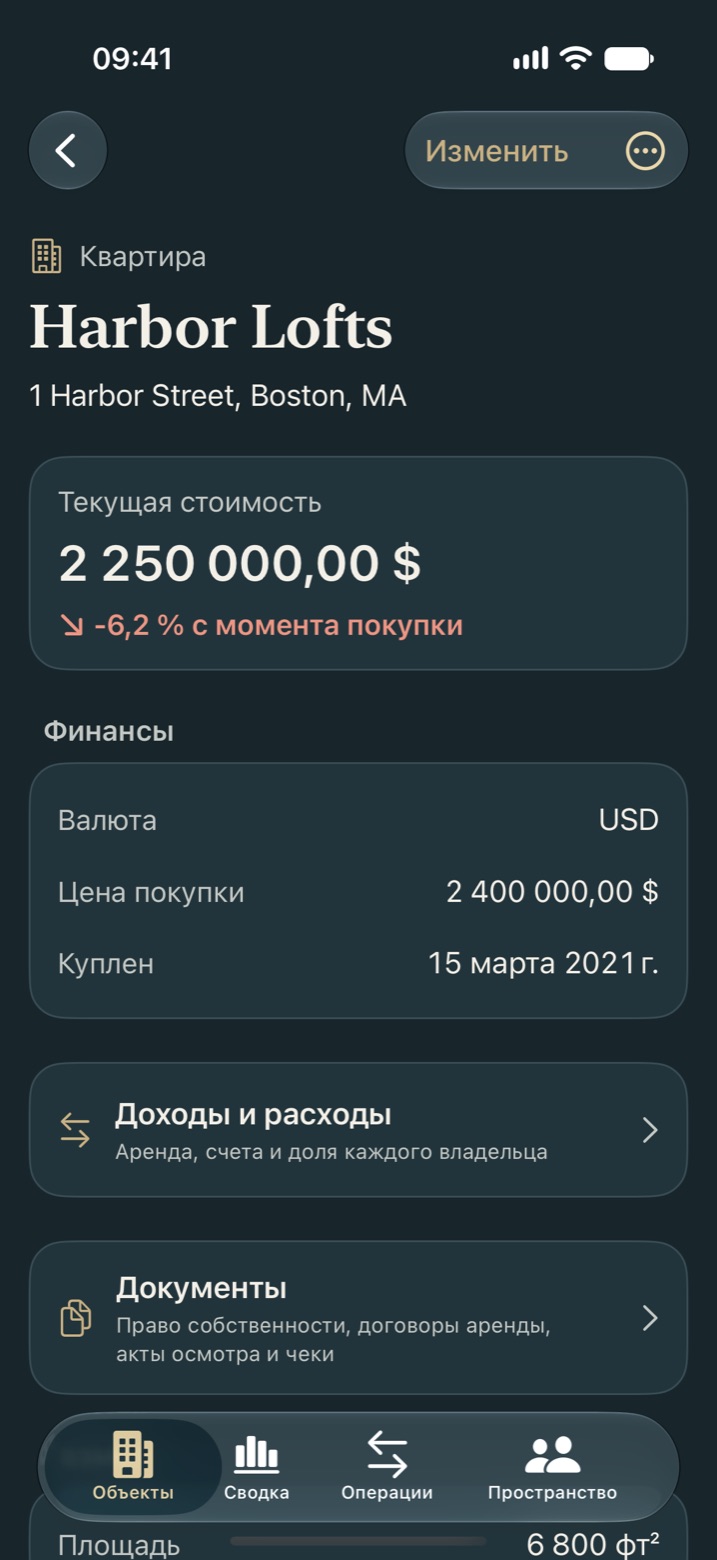 09:41
Изменить
Квартира
Harbor Lofts
1 Harbor Street, Boston, MA
Текущая стоимость
2 250 000,00 $
-6,2 % с момента покупки
Финансы
Валюта USD
Цена покупки 2 400 000,00 $
Куплен 15 марта 2021 г.
Доходы и расходы
Аренда, счета и доля каждого владельца
Документы
Право собственности, договоры аренды,
акты осмотра и чеки
Объекты Сводка Операции Пространство
Площадь 6 800 фт²